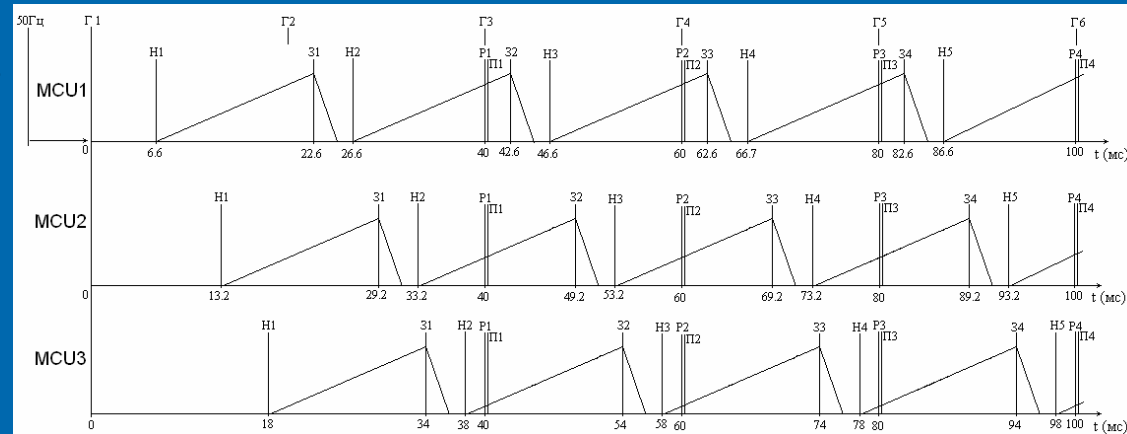 50Гц Г 1 Г2 Г3 Г4 Г5 Г6
Н1 З1 Н2 Р1 З2 Н3 Р2 З3 Н4 Р3 З4 Н5 Р4
П1 П2 П3 П4
MCU1
0 6.6 22.6 26.6 40 42.6 46.6 60 62.6 66.7 80 82.6 86.6 100 t (мс)
Н1 З1 Н2 Р1 З2 Н3 Р2 З3 Н4 Р3 З4 Н5 Р4
П1 П2 П3 П4
MCU2
0 13.2 29.2 33.2 40 49.2 53.2 60 69.2 73.2 80 89.2 93.2 100 t (мс)
Н1 З1 Н2 Р1 З2 Н3 Р2 З3 Н4 Р3 З4 Н5 Р4
П1 П2 П3 П4
MCU3
0 18 34 38 40 54 58 60 74 78 80 94 98 100 t (мс)